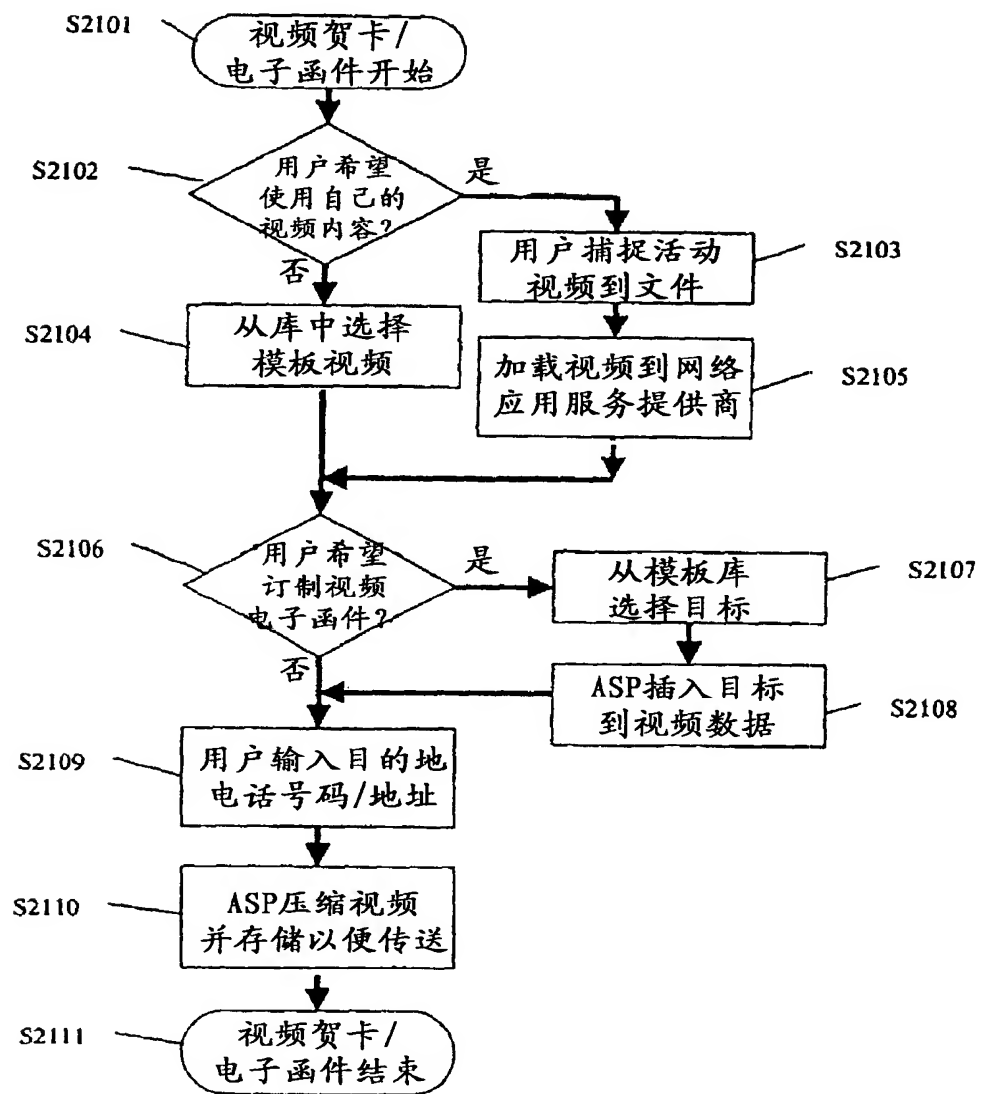 S2101
视频贺卡/
电子函件开始
S2102
用户希望
使用自己的
视频内容?
是
否
用户捕捉活动
视频到文件
S2103
S2104
从库中选择
模板视频
加载视频到网络
应用服务提供商
S2105
S2106
用户希望
订制视频
电子函件?
是
否
从模板库
选择目标
S2107
ASP插入目标
到视频数据
S2108
S2109
用户输入目的地
电话号码/地址
S2110
ASP压缩视频
并存储以便传送
S2111
视频贺卡/
电子函件结束